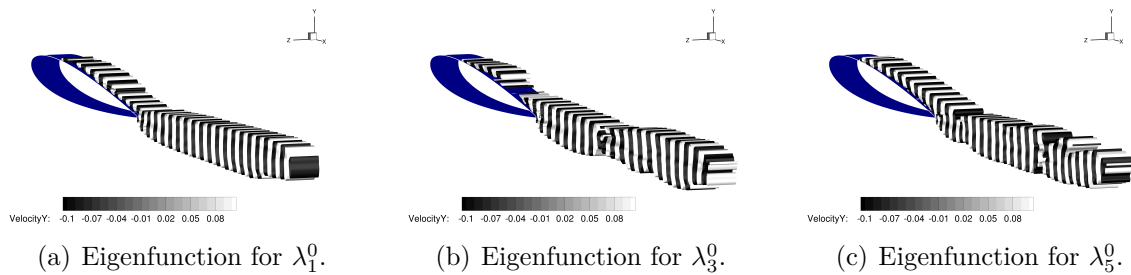 Y
Z
X
VelocityY: -0.1 -0.07 -0.04 -0.01 0.02 0.05 0.08
(a) Eigenfunction for λ₁⁰.
Y
Z
X
VelocityY: -0.1 -0.07 -0.04 -0.01 0.02 0.05 0.08
(b) Eigenfunction for λ₃⁰.
Y
Z
X
VelocityY: -0.1 -0.07 -0.04 -0.01 0.02 0.05 0.08
(c) Eigenfunction for λ₅⁰.